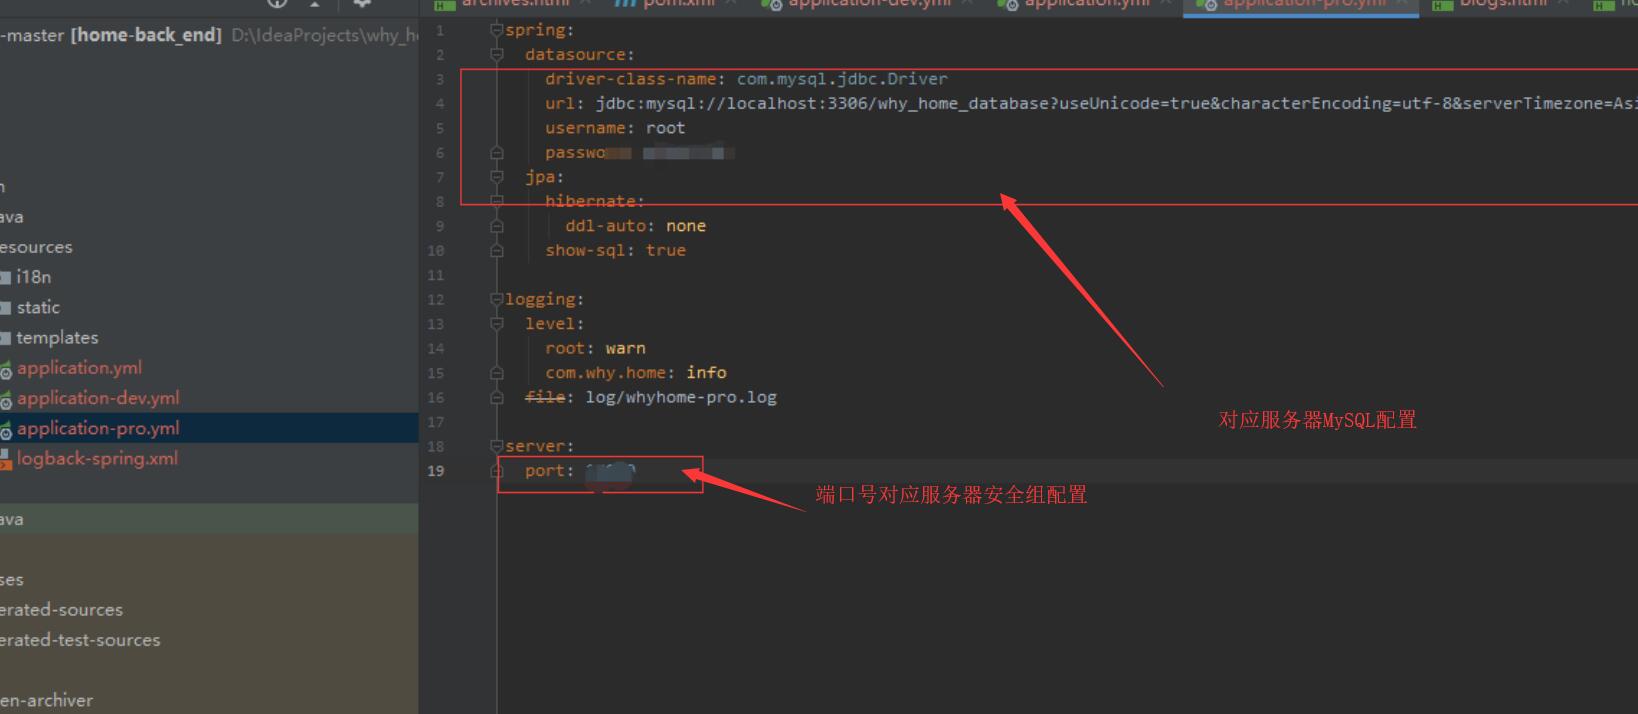 archives.html pom.xml application-dev.yml application.yml application-pro.yml blogs.html
-master [home-back_end] D:\IdeaProjects\why_h
ava
esources
i18n
static
templates
application.yml
application-dev.yml
application-pro.yml
logback-spring.xml
ava
ses
erated-sources
erated-test-sources
en-archiver
1 spring:
2 datasource:
3 driver-class-name: com.mysql.jdbc.Driver
4 url: jdbc:mysql://localhost:3306/why_home_database?useUnicode=true&characterEncoding=utf-8&serverTimezone=Asi
5 username: root
6 passwo
7 jpa:
8 hibernate:
9 ddl-auto: none
10 show-sql: true
11
12 logging:
13 level:
14 root: warn
15 com.why.home: info
16 file: log/whyhome-pro.log
17
18 server:
19 port:
对应服务器MySQL配置
端口号对应服务器安全组配置